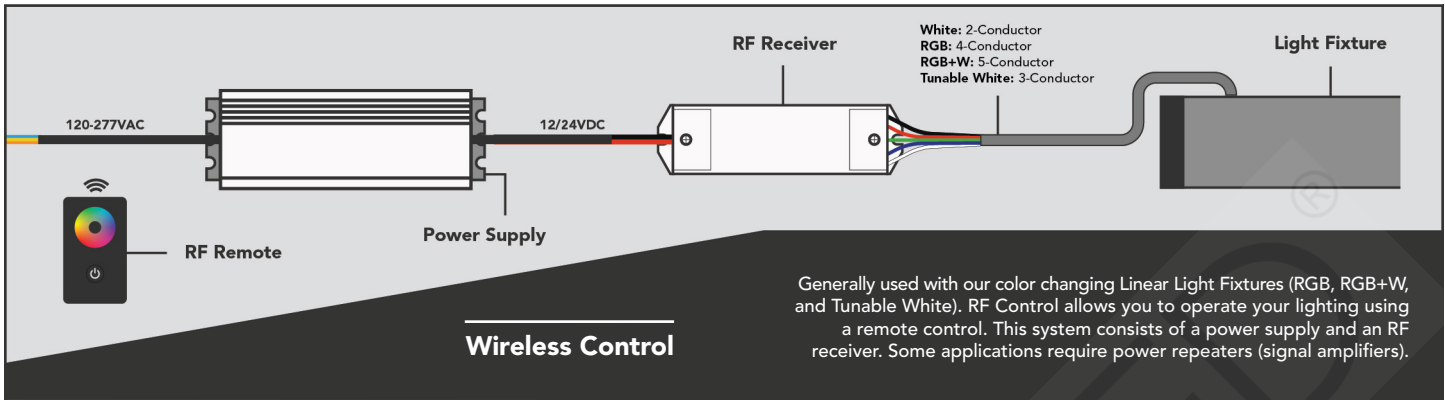 120-277VAC
12/24VDC
RF Receiver
White: 2-Conductor
RGB: 4-Conductor
RGB+W: 5-Conductor
Tunable White: 3-Conductor
Light Fixture
RF Remote
Power Supply
Wireless Control
Generally used with our color changing Linear Light Fixtures (RGB, RGB+W,
and Tunable White). RF Control allows you to operate your lighting using
a remote control. This system consists of a power supply and an RF
receiver. Some applications require power repeaters (signal amplifiers).
®